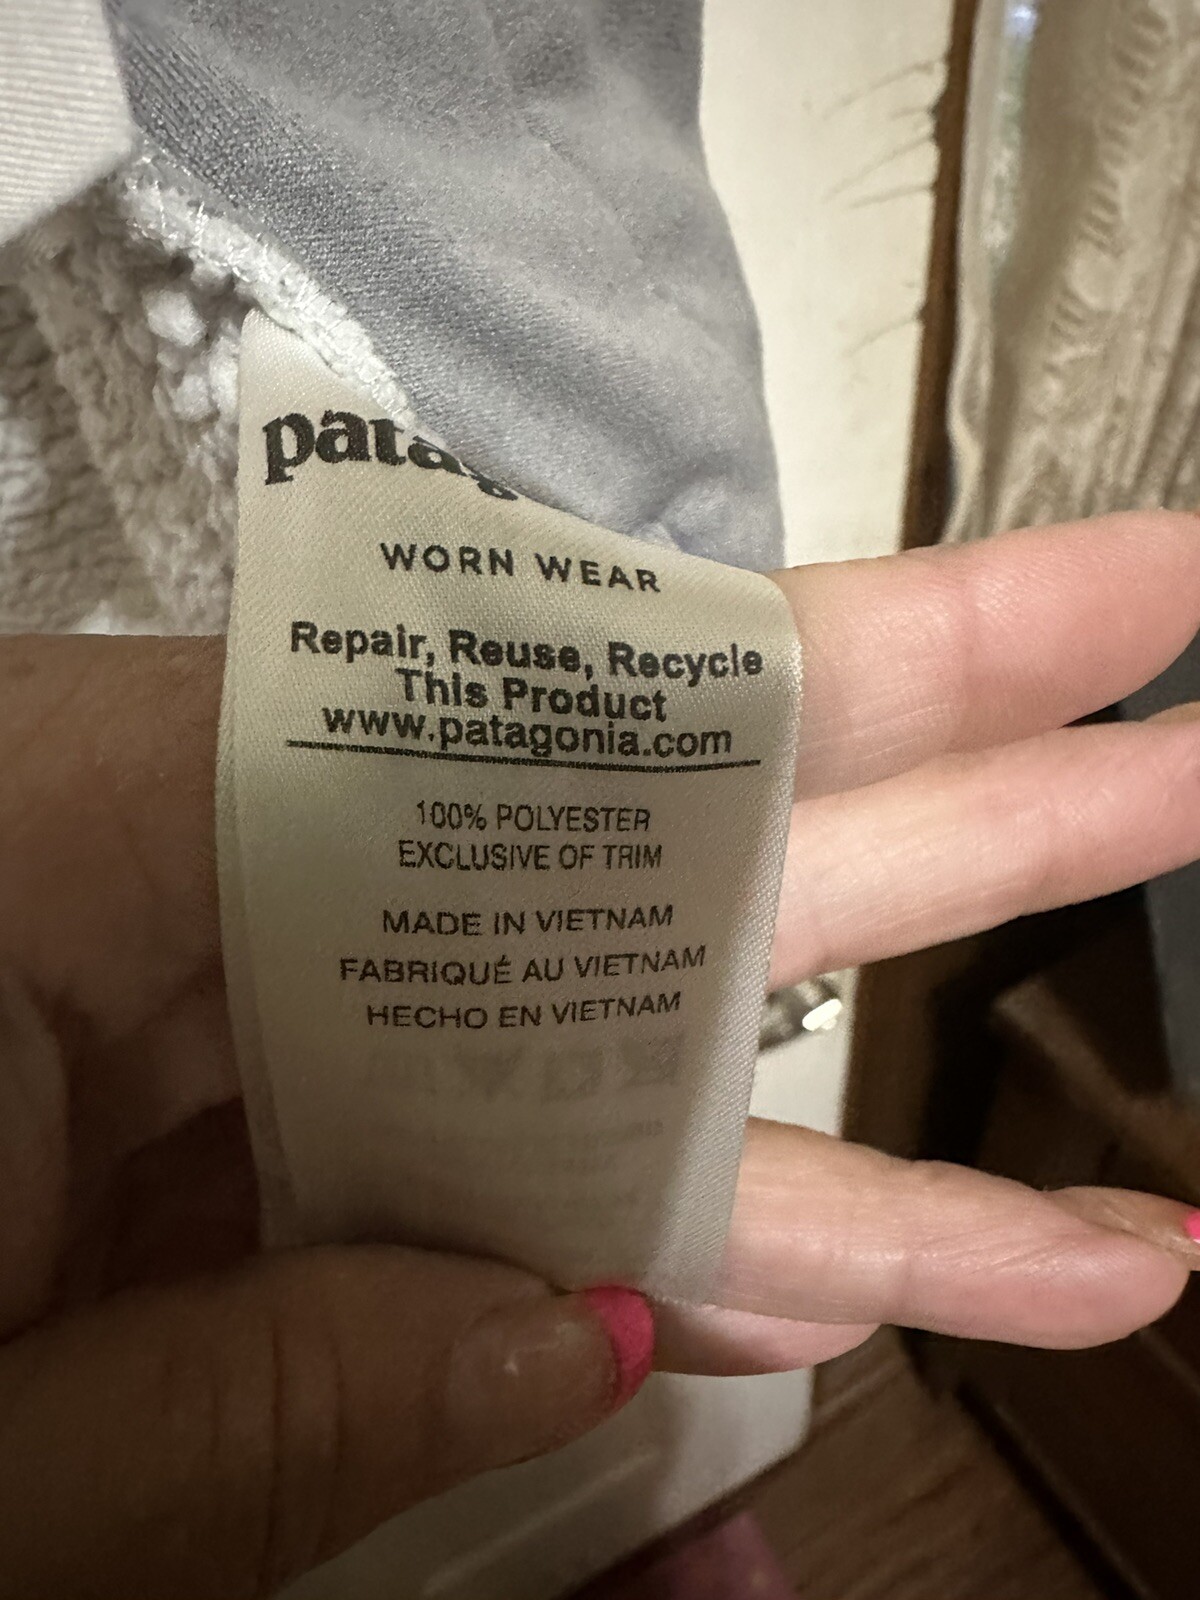 patag
WORN WEAR
Repair, Reuse, Recycle
This Product
www.patagonia.com
100% POLYESTER
EXCLUSIVE OF TRIM
MADE IN VIETNAM
FABRIQUÉ AU VIETNAM
HECHO EN VIETNAM